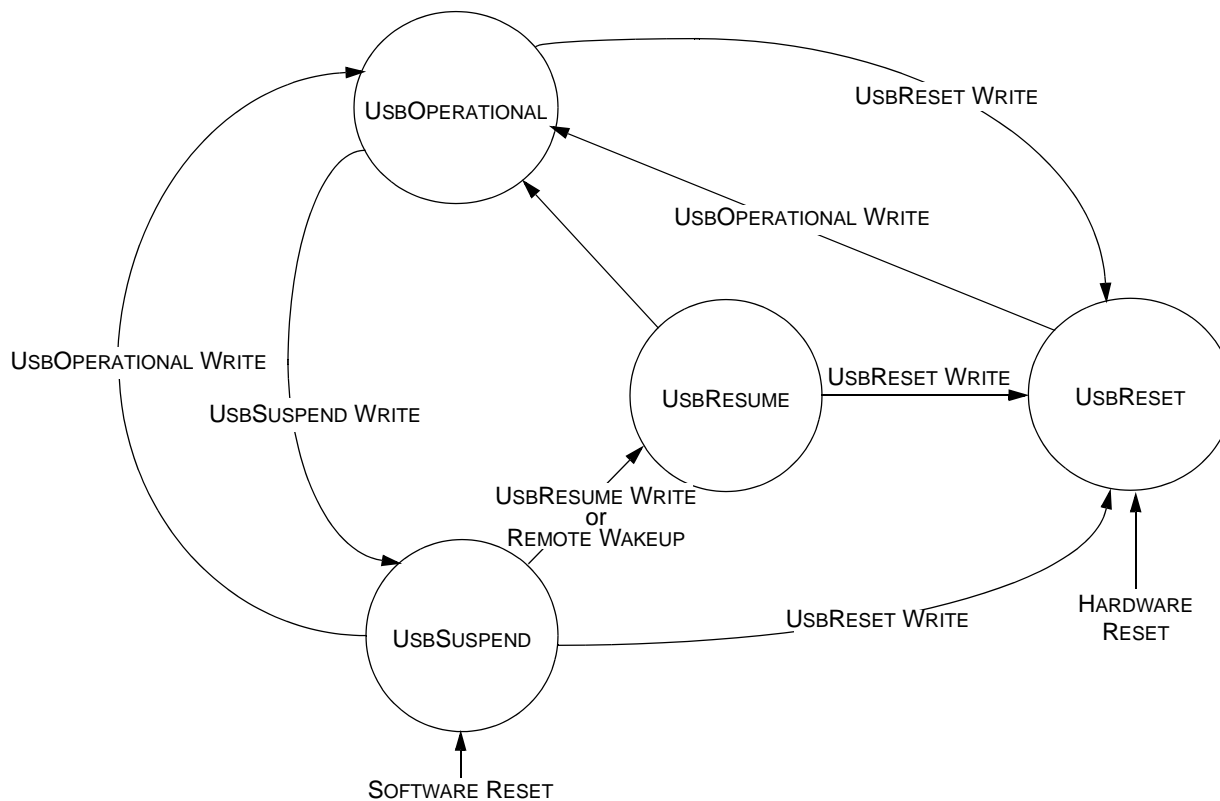 USBRESET WRITE
USBOPERATIONAL
USBOPERATIONAL WRITE
USBOPERATIONAL WRITE
USBRESET WRITE
USBRESUME
USBRESET
USBSUSPEND WRITE
USBRESUME WRITE
or
REMOTE WAKEUP
HARDWARE
RESET
USBRESET WRITE
USBSUSPEND
SOFTWARE RESET